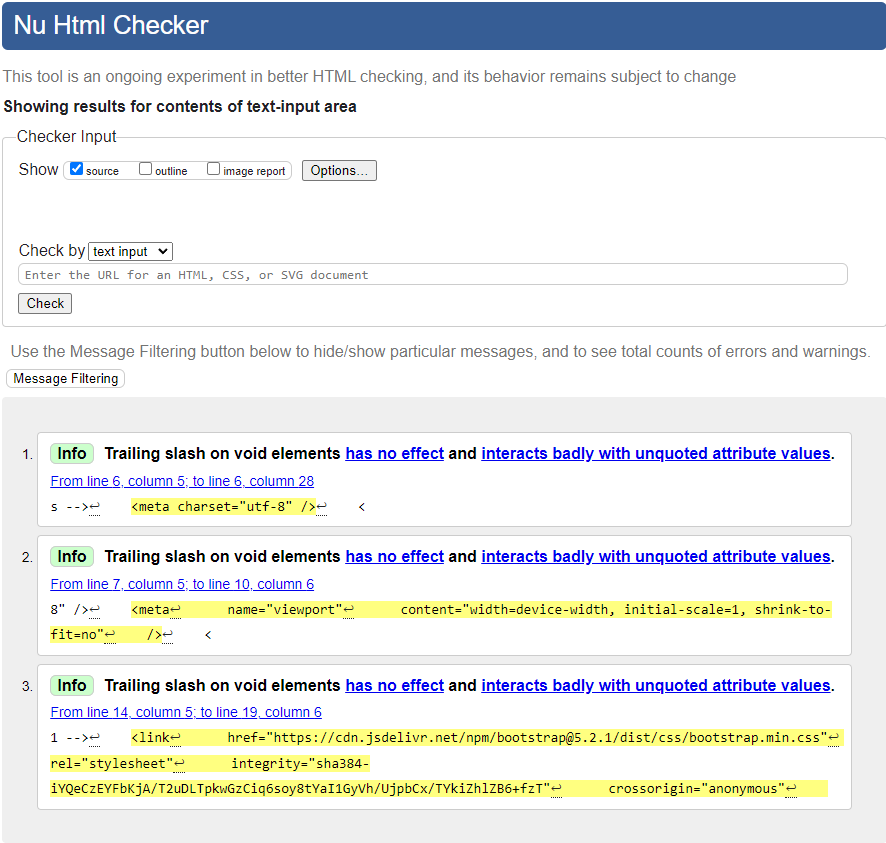 Nu Html Checker
This tool is an ongoing experiment in better HTML checking, and its behavior remains subject to change
Showing results for contents of text-input area
Checker Input
Show source outline image report Options...
Check by text input
Enter the URL for an HTML, CSS, or SVG document
Check
Use the Message Filtering button below to hide/show particular messages, and to see total counts of errors and warnings.
Message Filtering
1. Info Trailing slash on void elements has no effect and interacts badly with unquoted attribute values.
From line 6, column 5; to line 6, column 28
s -->↩ <meta charset="utf-8" />↩ <
2. Info Trailing slash on void elements has no effect and interacts badly with unquoted attribute values.
From line 7, column 5; to line 10, column 6
8" />↩ <meta↩ name="viewport"↩ content="width=device-width, initial-scale=1, shrink-to-
fit=no"↩ />↩ <
3. Info Trailing slash on void elements has no effect and interacts badly with unquoted attribute values.
From line 14, column 5; to line 19, column 6
1 -->↩ <link↩ href="https://cdn.jsdelivr.net/npm/bootstrap@5.2.1/dist/css/bootstrap.min.css"↩
rel="stylesheet"↩ integrity="sha384-
iYQeCzEYFbKjA/T2uDLTpkwGzCiq6soy8tYaI1GyVh/UjpbCx/TYkiZhlZB6+fzT"↩ crossorigin="anonymous"↩